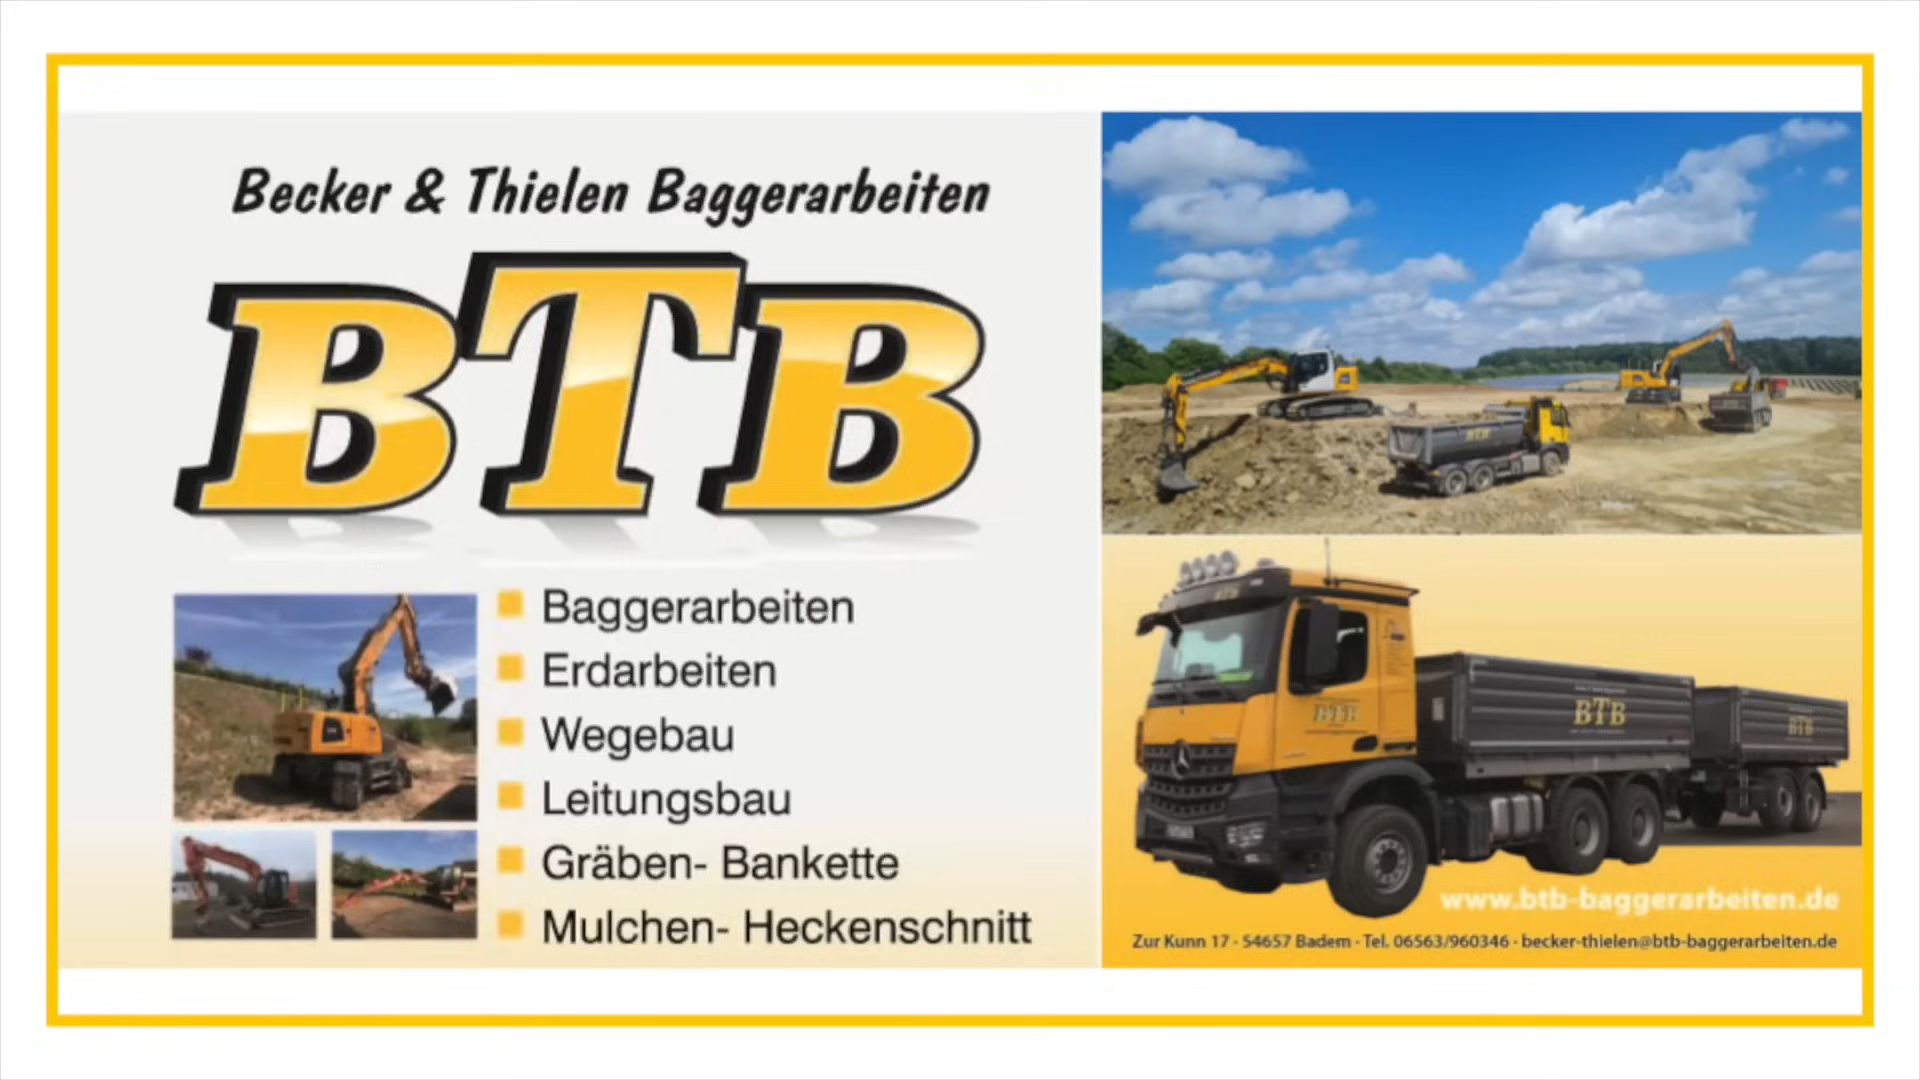 Becker & Thielen Baggerarbeiten
BTB
Baggerarbeiten
Erdarbeiten
Wegebau
Leitungsbau
Gräben- Bankette
Mulchen- Heckenschnitt
BTB
BTB
BTB
BTB
www.btb-baggerarbeiten.de
Zur Kunn 17 - 54657 Badem · Tel. 06563/960346 · becker-thielen@btb-baggerarbeiten.de